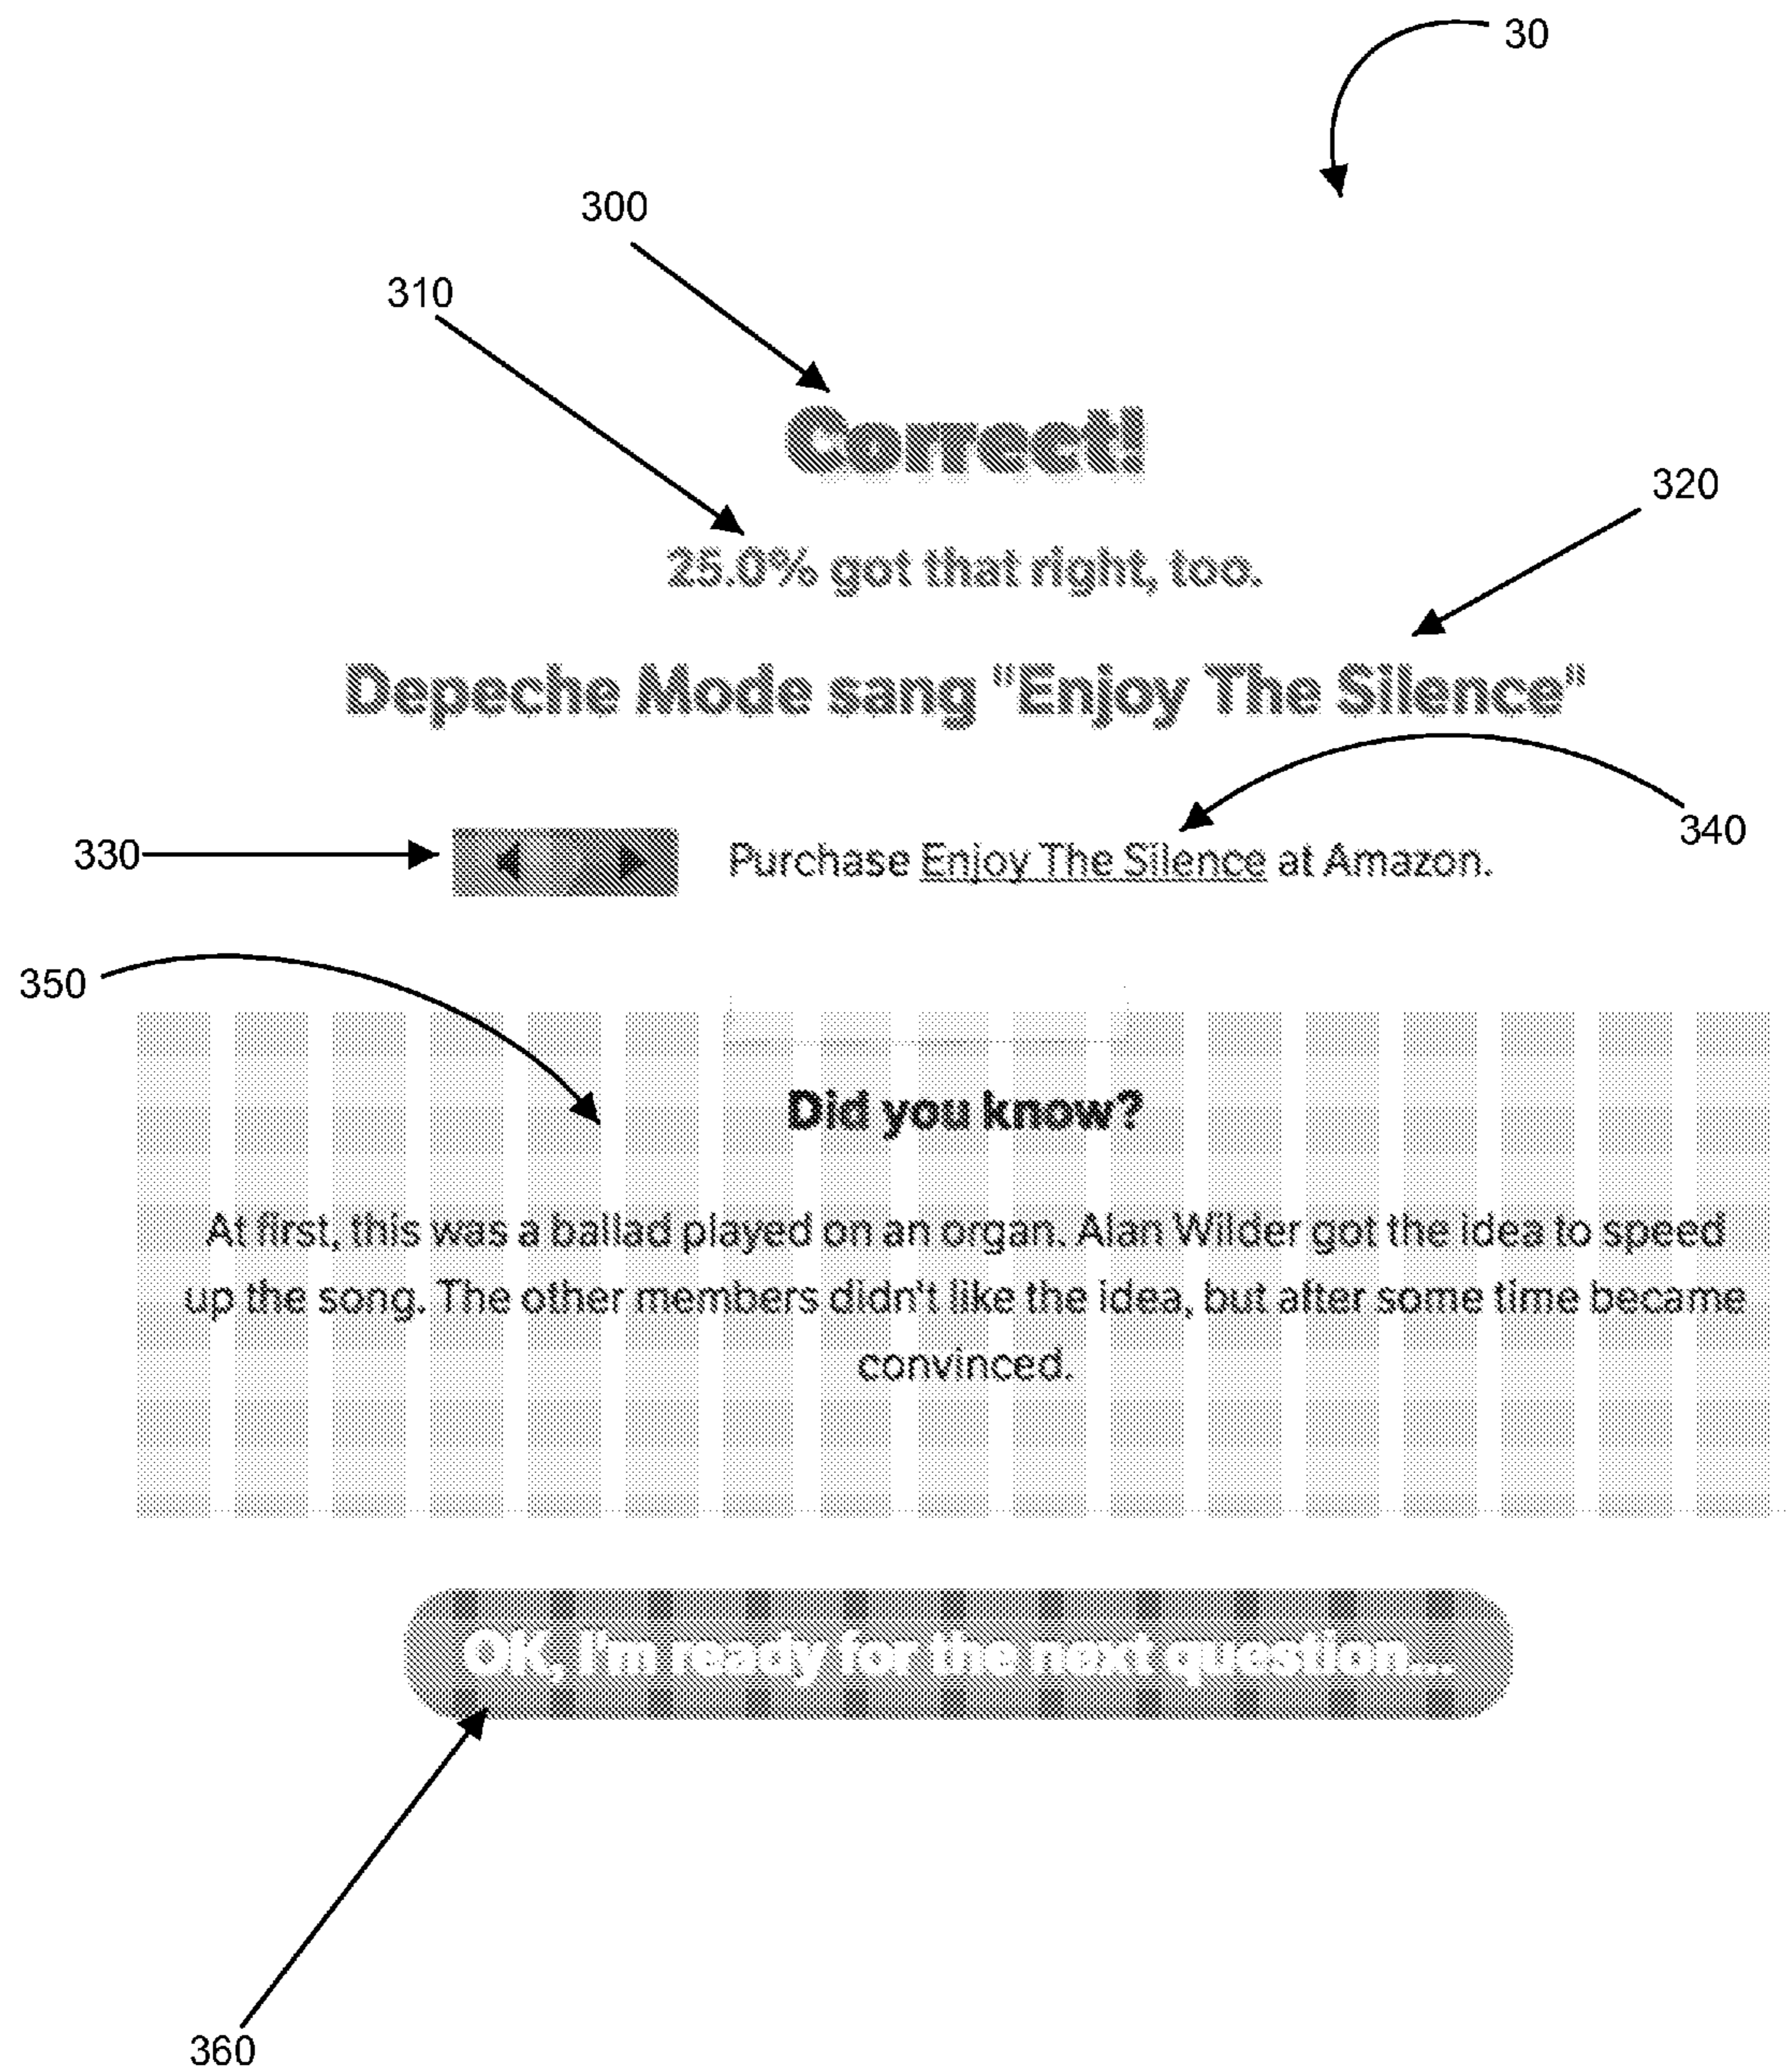 30
300
310
Correct!
320
25.0% got that right, too.
Depeche Mode sang "Enjoy The Silence"
330
Purchase Enjoy The Silence at Amazon.
340
350
Did you know?
At first, this was a ballad played on an organ. Alan Wilder got the idea to speed
up the song. The other members didn't like the idea, but after some time became
convinced.
OK, I'm ready for the next question...
360